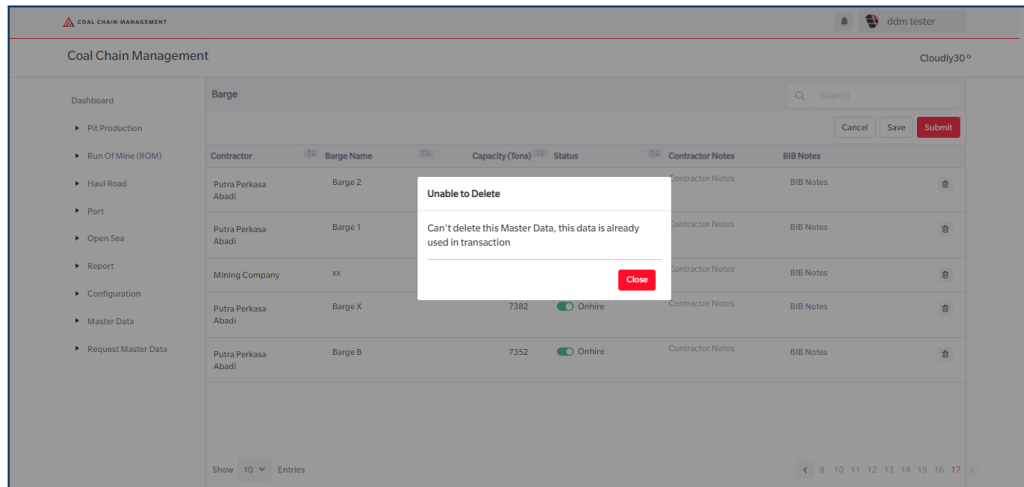 COAL CHAIN MANAGEMENT
ddm tester
Coal Chain Management
Cloudly30 º
Dashboard
Pit Production
Run Of Mine (ROM)
Haul Road
Port
Open Sea
Report
Configuration
Master Data
Request Master Data
Barge
Search
Cancel Save Submit
Contractor Barge Name Capacity (Tons) Status Contractor Notes BIB Notes
Putra Perkasa Barge 2 Contractor Notes BIB Notes
Abadi
Putra Perkasa Barge 1 Contractor Notes BIB Notes
Abadi
Mining Company xx Contractor Notes BIB Notes
Putra Perkasa Barge X 7382 Onhire Contractor Notes BIB Notes
Abadi
Putra Perkasa Barge B 7352 Onhire Contractor Notes BIB Notes
Abadi
Unable to Delete
Can't delete this Master Data, this data is already
used in transaction
Close
Show 10 Entries
9 10 11 12 13 14 15 16 17